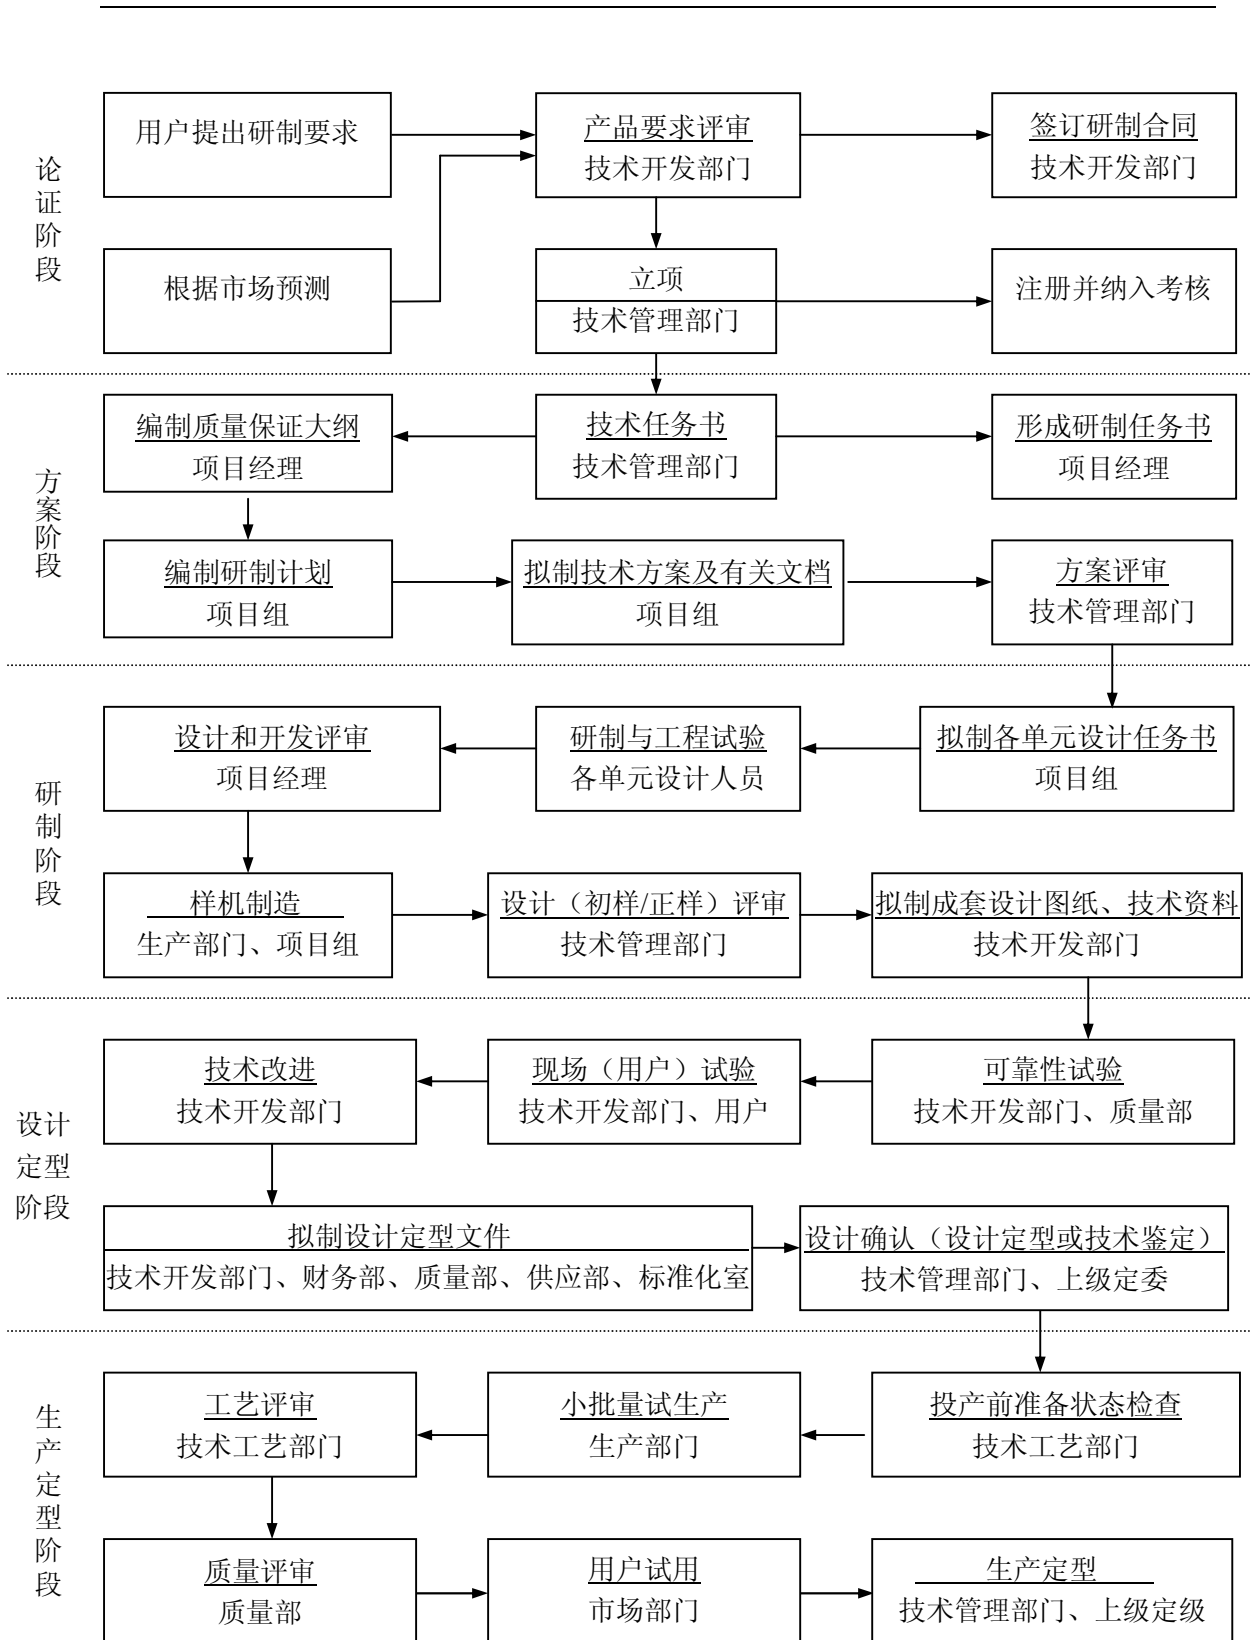 论证阶段
用户提出研制要求
产品要求评审
技术开发部门
签订研制合同
技术开发部门
根据市场预测
立项
技术管理部门
注册并纳入考核
方案阶段
编制质量保证大纲
项目经理
技术任务书
技术管理部门
形成研制任务书
项目经理
编制研制计划
项目组
拟制技术方案及有关文档
项目组
方案评审
技术管理部门
研制阶段
设计和开发评审
项目经理
研制与工程试验
各单元设计人员
拟制各单元设计任务书
项目组
样机制造
生产部门、项目组
设计（初样/正样）评审
技术管理部门
拟制成套设计图纸、技术资料
技术开发部门
设计
定型
阶段
技术改进
技术开发部门
现场（用户）试验
技术开发部门、用户
可靠性试验
技术开发部门、质量部
拟制设计定型文件
技术开发部门、财务部、质量部、供应部、标准化室
设计确认（设计定型或技术鉴定）
技术管理部门、上级定委
生产定型阶段
工艺评审
技术工艺部门
小批量试生产
生产部门
投产前准备状态检查
技术工艺部门
质量评审
质量部
用户试用
市场部门
生产定型
技术管理部门、上级定级